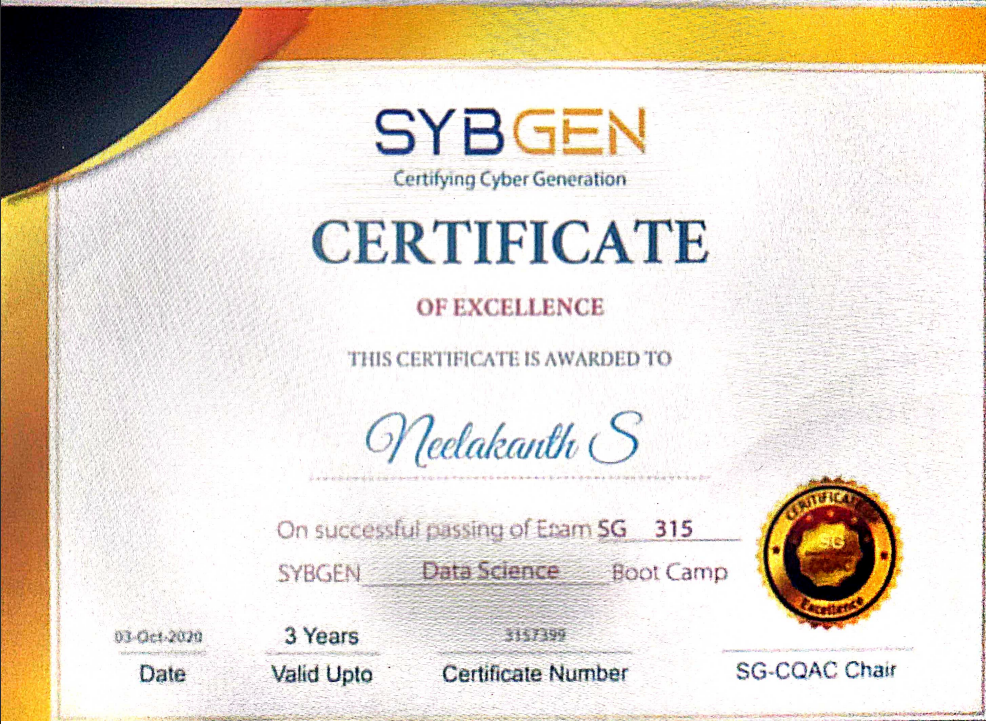 SYBGEN
Certifying Cyber Generation
CERTIFICATE
OF EXCELLENCE
THIS CERTIFICATE IS AWARDED TO
Neelakanth S
On successful passing of Exam SG 315
SYBGEN Data Science Boot Camp
03-Oct-2020
3 Years
3157399
Date
Valid Upto
Certificate Number
SG-CQAC Chair
SG
CQAC
Excellence